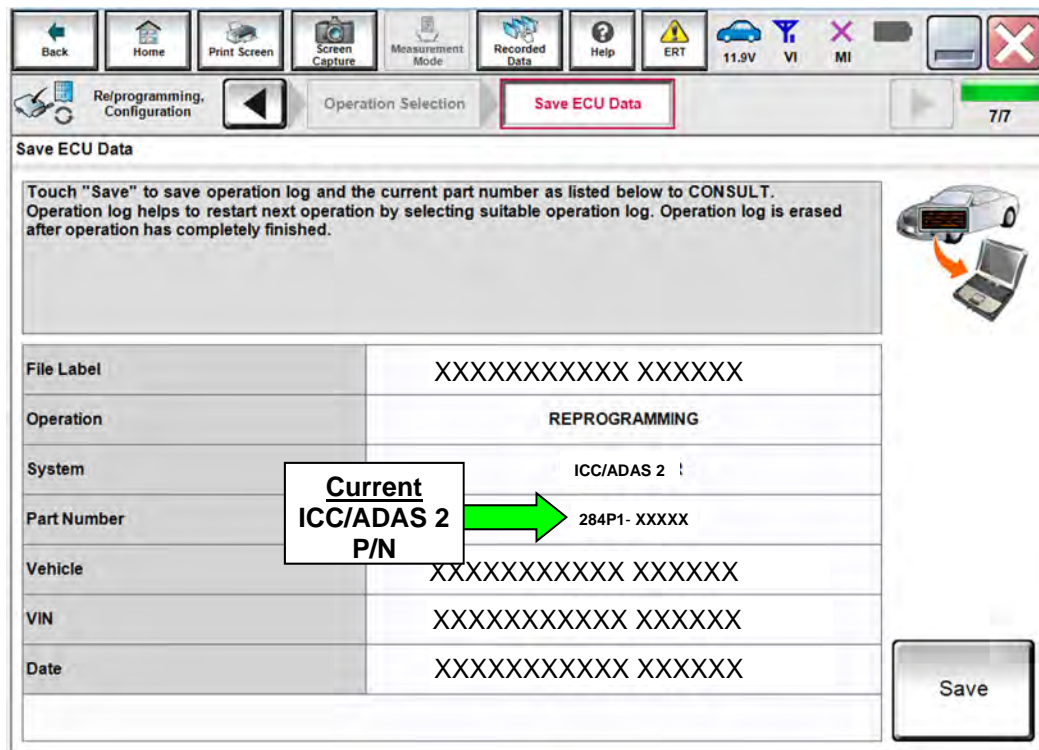 Back
Home
Print Screen
Screen
Capture
Measurement
Mode
Recorded
Data
Help
ERT
11.9V
VI
MI
Re/programming,
Configuration
Operation Selection
Save ECU Data
7/7
Save ECU Data
Touch "Save" to save operation log and the current part number as listed below to CONSULT.
Operation log helps to restart next operation by selecting suitable operation log. Operation log is erased
after operation has completely finished.
File Label
XXXXXXXXXXX XXXXXX
Operation
REPROGRAMMING
System
ICC/ADAS 2
Current
ICC/ADAS 2
P/N
Part Number
284P1- XXXXX
Vehicle
XXXXXXXXXXX XXXXXX
VIN
XXXXXXXXXXX XXXXXX
Date
XXXXXXXXXXX XXXXXX
Save